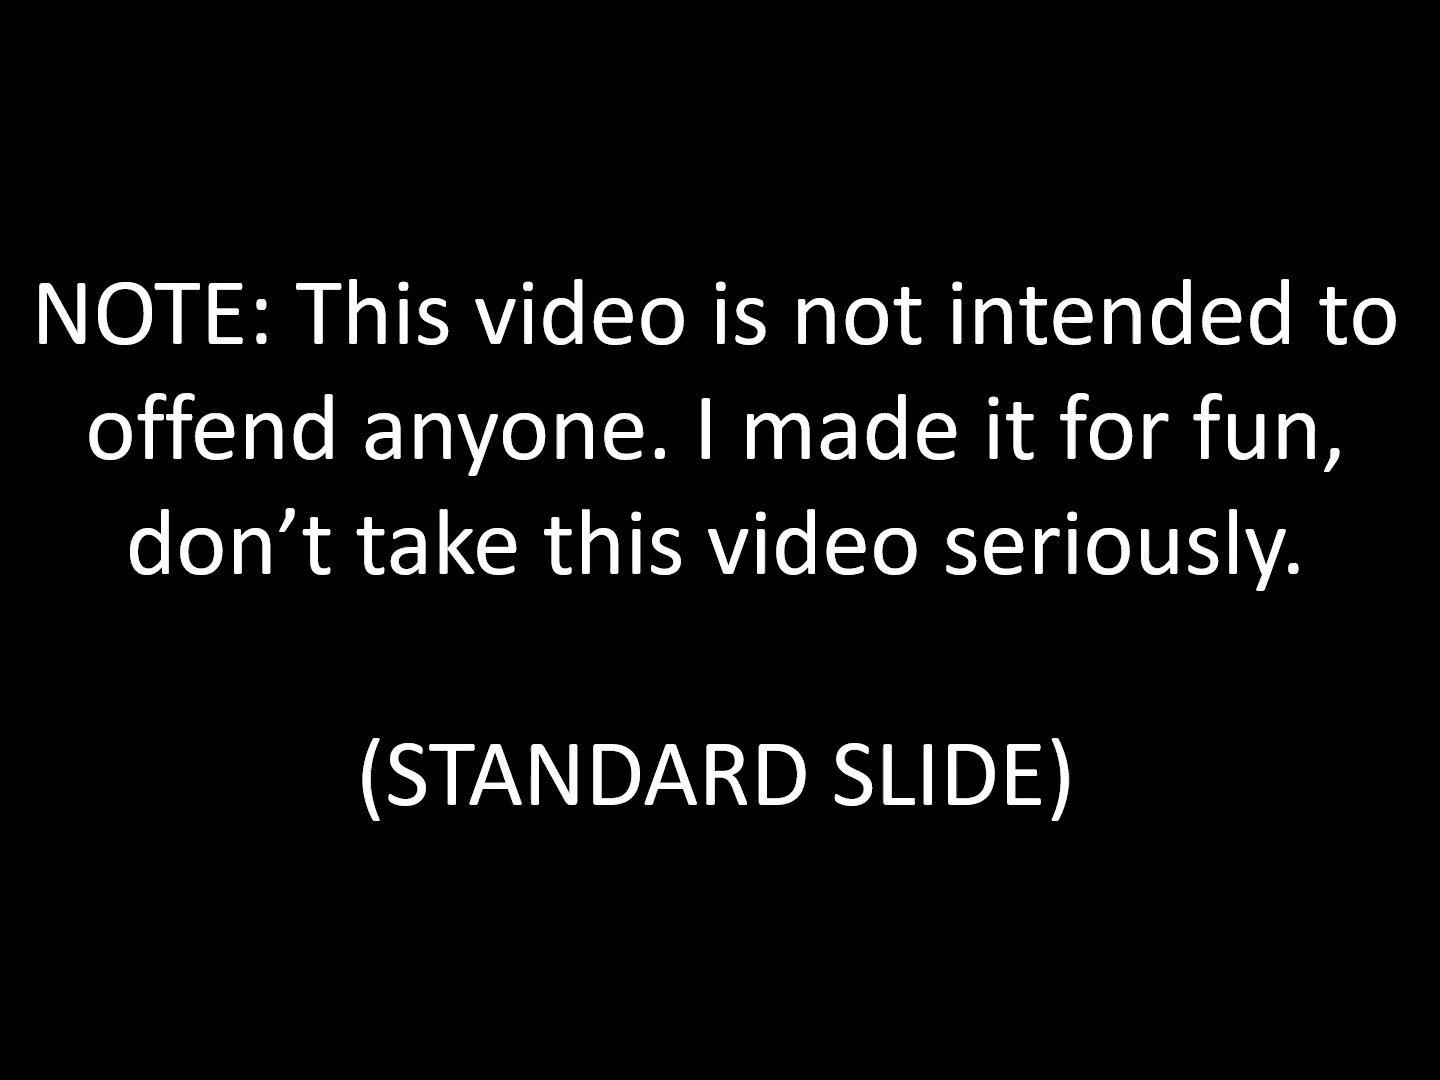 NOTE: This video is not intended to
offend anyone. I made it for fun,
don’t take this video seriously.
(STANDARD SLIDE)